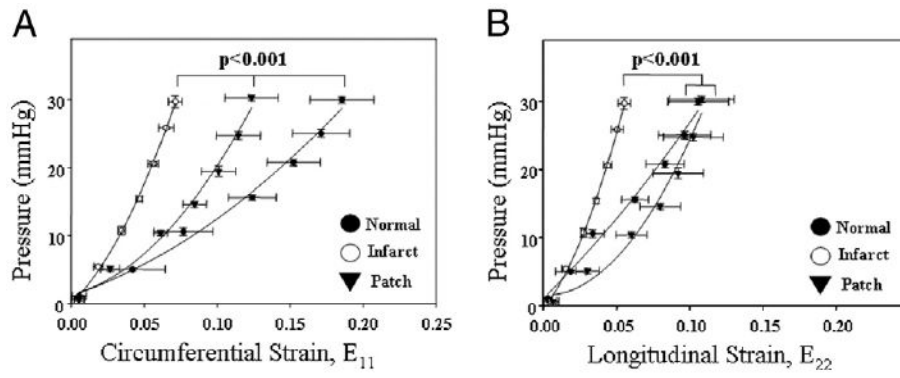 A
p<0.001
Pressure (mmHg)
30
20
10
0
Normal
Infarct
Patch
0.00 0.05 0.10 0.15 0.20 0.25
Circumferential Strain, E11
B
p<0.001
Pressure (mmHg)
30
20
10
0
Normal
Infarct
Patch
0.00 0.05 0.10 0.20
Longitudinal Strain, E22